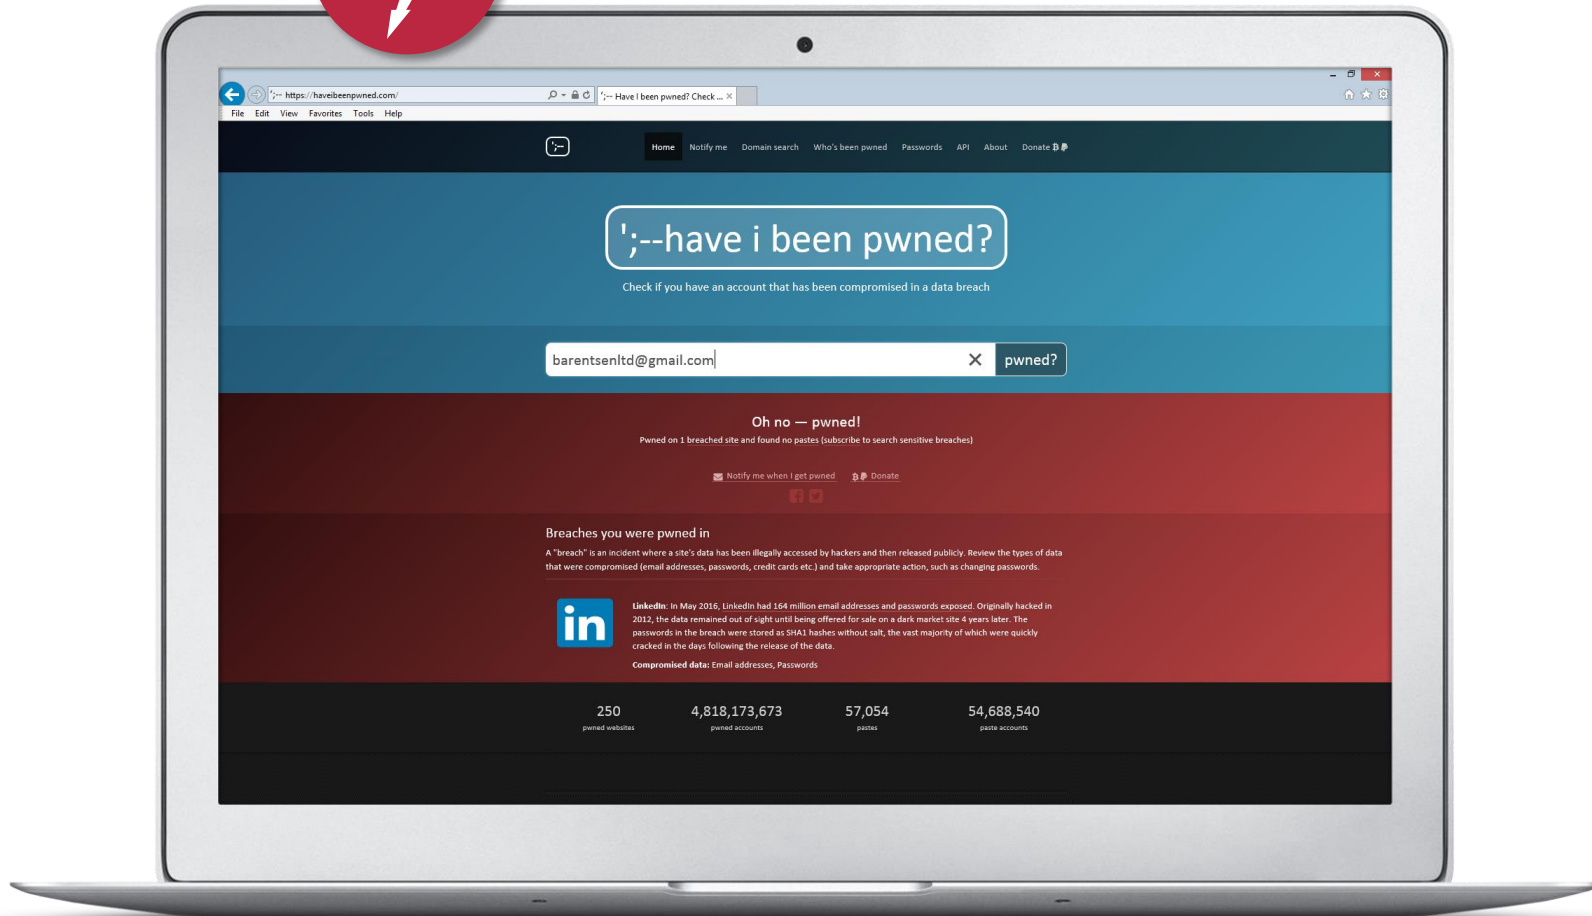 ';-- https://haveibeenpwned.com/
';-- Have I been pwned? Check ...
File Edit View Favorites Tools Help
';--
Home Notify me Domain search Who's been pwned Passwords API About Donate
';--have i been pwned?
Check if you have an account that has been compromised in a data breach
barentsenltd@gmail.com
pwned?
Oh no — pwned!
Pwned on 1 breached site and found no pastes (subscribe to search sensitive breaches)
Notify me when I get pwned Donate
Breaches you were pwned in
A "breach" is an incident where a site's data has been illegally accessed by hackers and then released publicly. Review the types of data
that were compromised (email addresses, passwords, credit cards etc.) and take appropriate action, such as changing passwords.
in
LinkedIn: In May 2016, LinkedIn had 164 million email addresses and passwords exposed. Originally hacked in
2012, the data remained out of sight until being offered for sale on a dark market site 4 years later. The
passwords in the breach were stored as SHA1 hashes without salt, the vast majority of which were quickly
cracked in the days following the release of the data.
Compromised data: Email addresses, Passwords
250 4,818,173,673 57,054 54,688,540
pwned websites pwned accounts pastes paste accounts